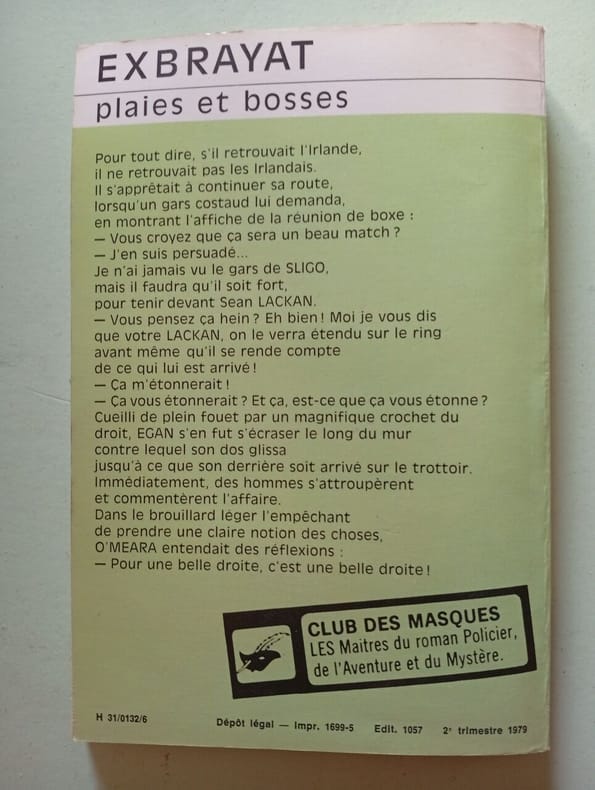 EXBRAYAT
plaies et bosses
Pour tout dire, s'il retrouvait l'Irlande,
il ne retrouvait pas les Irlandais.
Il s'apprêtait à continuer sa route,
lorsqu'un gars costaud lui demanda,
en montrant l'affiche de la réunion de boxe :
— Vous croyez que ça sera un beau match ?
— J'en suis persuadé...
Je n'ai jamais vu le gars de SLIGO,
mais il faudra qu'il soit fort,
pour tenir devant Sean LACKAN.
— Vous pensez ça hein ? Eh bien ! Moi je vous dis
que votre LACKAN, on le verra étendu sur le ring
avant même qu'il se rende compte
de ce qui lui est arrivé !
— Ça m'étonnerait !
— Ça vous étonnerait ? Et ça, est-ce que ça vous étonne ?
Cueilli de plein fouet par un magnifique crochet du
droit, EGAN s'en fut s'écraser le long du mur
contre lequel son dos glissa
jusqu'à ce que son derrière soit arrivé sur le trottoir.
Immédiatement, des hommes s'attroupèrent
et commentèrent l'affaire.
Dans le brouillard léger l'empêchant
de prendre une claire notion des choses,
O'MEARA entendait des réflexions :
— Pour une belle droite, c'est une belle droite !
CLUB DES MASQUES
LES Maitres du roman Policier,
de l'Aventure et du Mystère.
H 31/0132/6 Dépôt légal — Impr. 1699-5 Edit. 1057 2e trimestre 1979